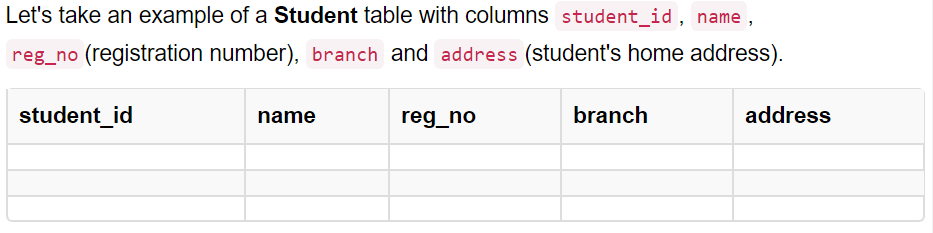 Let's take an example of a Student table with columns student_id, name,
reg_no (registration number), branch and address (student's home address).
student_id name reg_no branch address